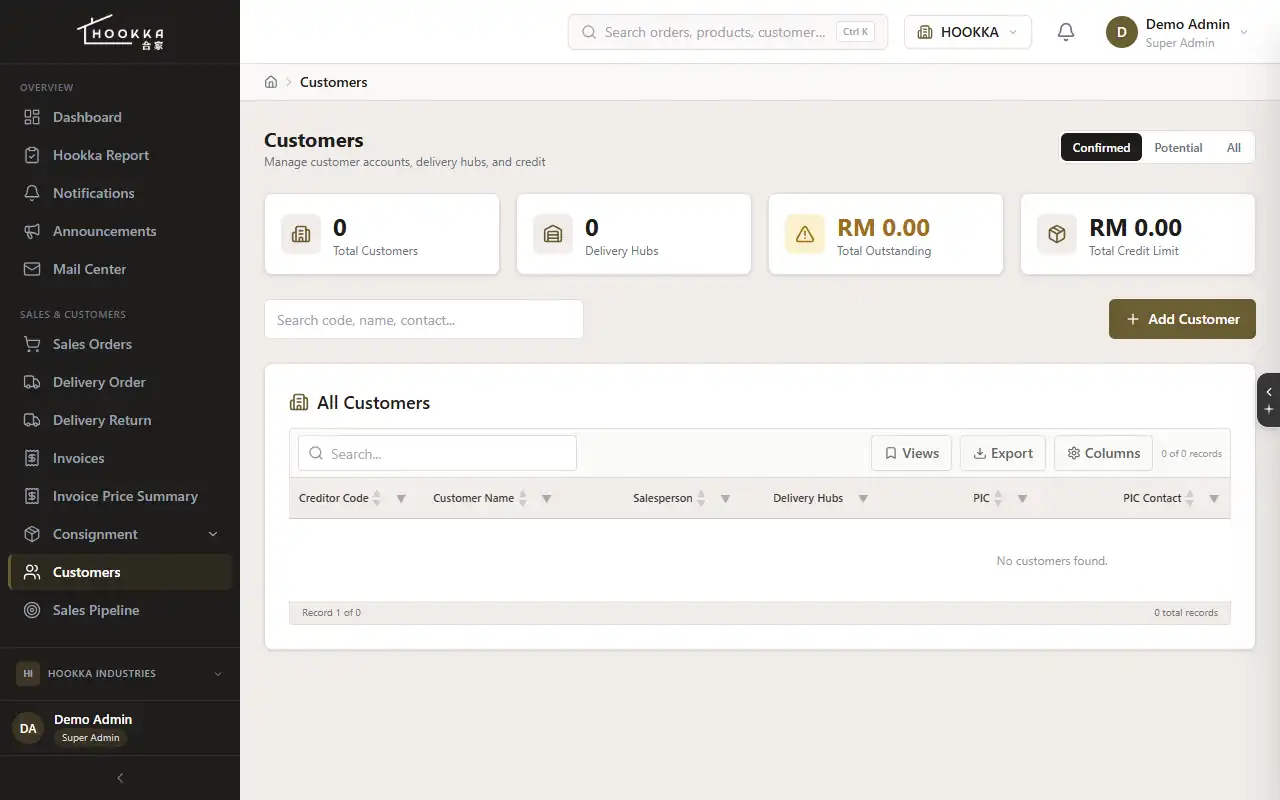 HOOKKA
合家
Search orders, products, customer...
Ctrl K
HOOKKA
D
Demo Admin
Super Admin
OVERVIEW
Dashboard
Hookka Report
Notifications
Announcements
Mail Center
SALES & CUSTOMERS
Sales Orders
Delivery Order
Delivery Return
Invoices
Invoice Price Summary
Consignment
Customers
Sales Pipeline
HI
HOOKKA INDUSTRIES
DA
Demo Admin
Super Admin
Customers
Customers
Manage customer accounts, delivery hubs, and credit
Confirmed
Potential
All
0
Total Customers
0
Delivery Hubs
RM 0.00
Total Outstanding
RM 0.00
Total Credit Limit
Search code, name, contact...
Add Customer
All Customers
Search...
Views
Export
Columns
0 of 0 records
Creditor Code
Customer Name
Salesperson
Delivery Hubs
PIC
PIC Contact
No customers found.
Record 1 of 0
0 total records